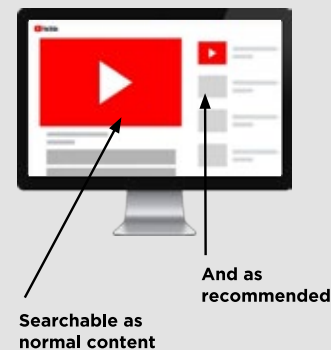 And as
recommended
Searchable as
normal content